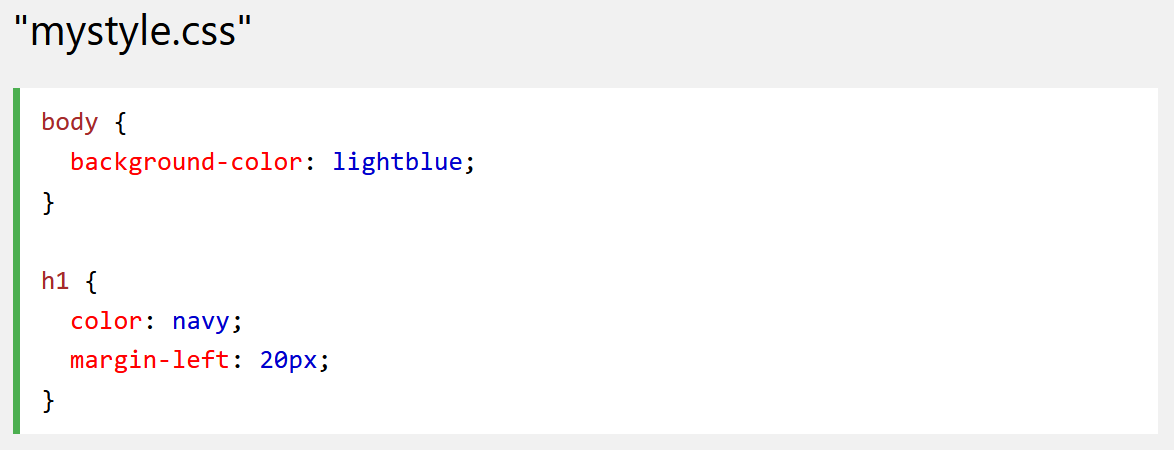 "mystyle.css"
body {
  background-color: lightblue;
}
h1 {
  color: navy;
  margin-left: 20px;
}